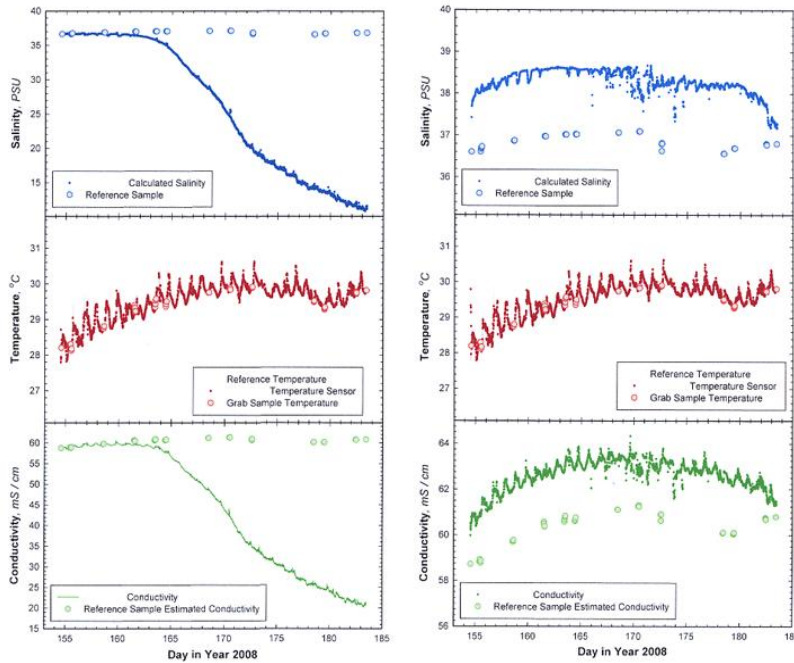 40
35
30
25
20
15
Salinity, PSU
Calculated Salinity
Reference Sample
31
30
29
28
27
26
Temperature, °C
Reference Temperature
Temperature Sensor
Grab Sample Temperature
60
55
50
45
40
35
30
25
20
15
Conductivity, mS / cm
Conductivity
Reference Sample Estimated Conductivity
155 160 165 170 175 180 185
Day in Year 2008
40
39
38
37
36
35
Salinity, PSU
Calculated Salinity
Reference Sample
31
30
29
28
27
26
Temperature, °C
Reference Temperature
Temperature Sensor
Grab Sample Temperature
64
62
60
58
56
Conductivity, mS / cm
Conductivity
Reference Sample Estimated Conductivity
155 160 165 170 175 180 185
Day in Year 2008